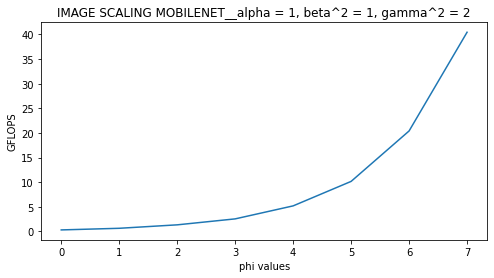 IMAGE SCALING MOBILENET__alpha = 1, beta^2 = 1, gamma^2 = 2
40
35
30
25
20
15
10
5
0
GFLOPS
0 1 2 3 4 5 6 7
phi values